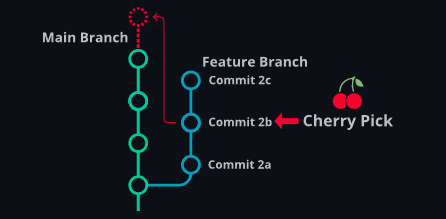 Main Branch
Feature Branch
Commit 2c
Commit 2b
Cherry Pick
Commit 2a